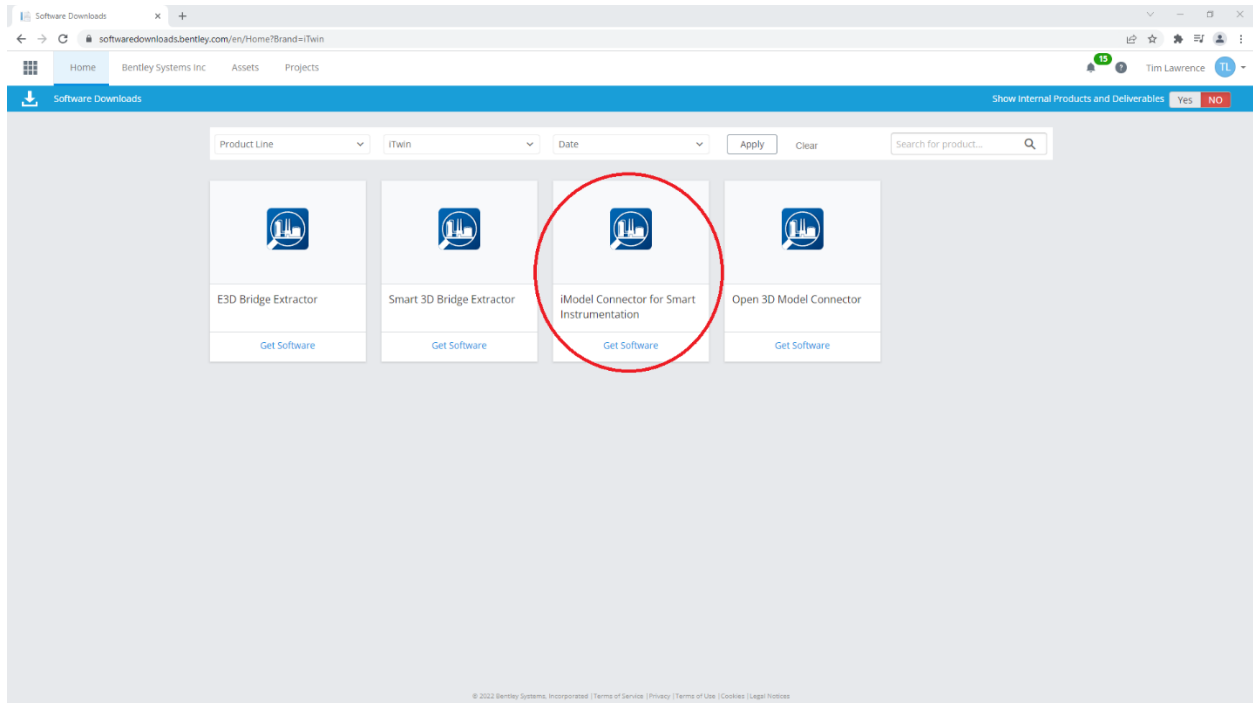 Software Downloads
softwaredownloads.bentley.com/en/Home?Brand=iTwin
Home Bentley Systems Inc Assets Projects 15 ? Tim Lawrence TL
Software Downloads Show Internal Products and Deliverables Yes NO
Product Line iTwin Date Apply Clear Search for product...
E3D Bridge Extractor
Get Software
Smart 3D Bridge Extractor
Get Software
iModel Connector for Smart
Instrumentation
Get Software
Open 3D Model Connector
Get Software
© 2022 Bentley Systems, Incorporated | Terms of Service | Privacy | Terms of Use | Cookies | Legal Notices